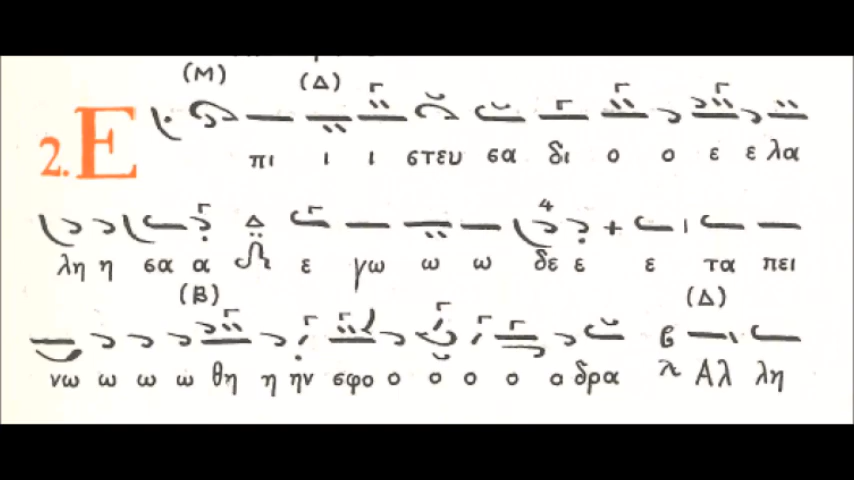 (Μ) (Δ)
2. Ε πι ι ι στευ σα δι ο ο ε ε λα
4
λη η σα α Δ ε γω ω ω δε ε ε τα πει
(Β) (Δ)
νω ω ω ω θη η ην σφο ο ο ο ο ο δρα Αλ λη